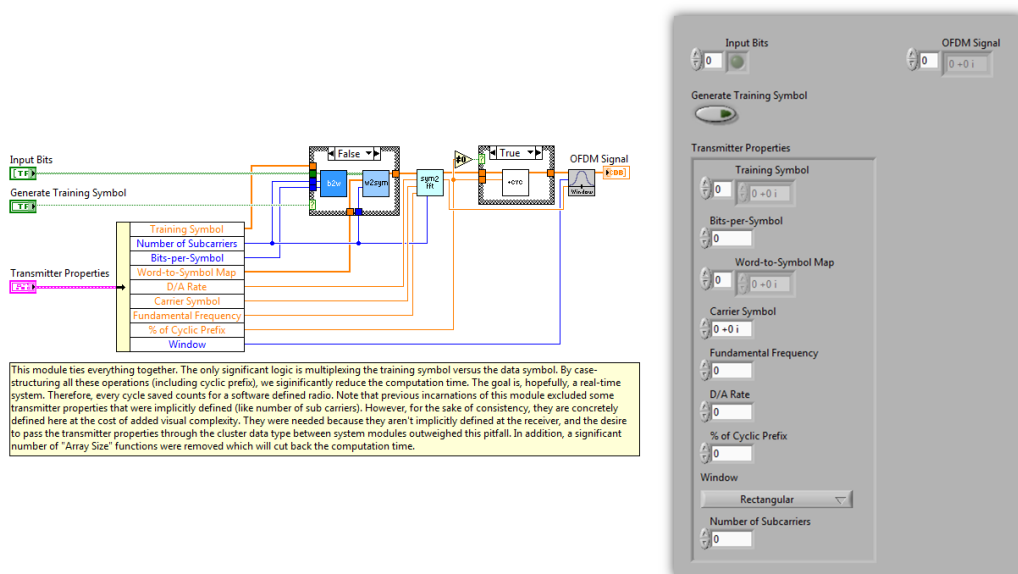 Input Bits
TF
Generate Training Symbol
TF
Transmitter Properties
False
b2w
w2sym
sym2
fft
≠0
True
+cyc
OFDM Signal
Window
Training Symbol
Number of Subcarriers
Bits-per-Symbol
Word-to-Symbol Map
D/A Rate
Carrier Symbol
Fundamental Frequency
% of Cyclic Prefix
Window
This module ties everything together. The only significant logic is multiplexing the training symbol versus the data symbol. By case-
structuring all these operations (including cyclic prefix), we siginificantly reduce the computation time. The goal is, hopefully, a real-time
system. Therefore, every cycle saved counts for a software defined radio. Note that previous incarnations of this module excluded some
transmitter properties that were implicitly defined (like number of sub carriers). However, for the sake of consistency, they are concretely
defined here at the cost of added visual complexity. They were needed because they aren't implicitly defined at the receiver, and the desire
to pass the transmitter properties through the cluster data type between system modules outweighed this pitfall. In addition, a significant
number of "Array Size" functions were removed which will cut back the computation time.
Input Bits
0
OFDM Signal
0
0 +0 i
Generate Training Symbol
Transmitter Properties
Training Symbol
0
0 +0 i
Bits-per-Symbol
0
Word-to-Symbol Map
0
0 +0 i
Carrier Symbol
0 +0 i
Fundamental Frequency
0
D/A Rate
0
% of Cyclic Prefix
0
Window
Rectangular
Number of Subcarriers
0